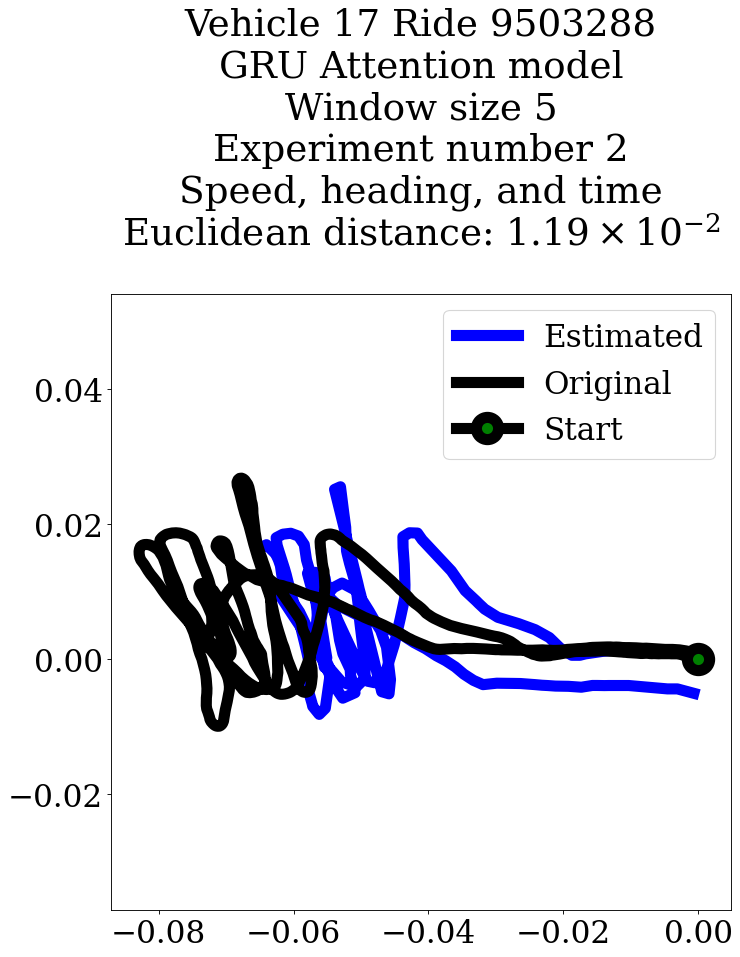 Vehicle 17 Ride 9503288
GRU Attention model
Window size 5
Experiment number 2
Speed, heading, and time
Euclidean distance: 1.19 × 10⁻²
Estimated
Original
Start
0.04
0.02
0.00
−0.02
−0.08 −0.06 −0.04 −0.02 0.00